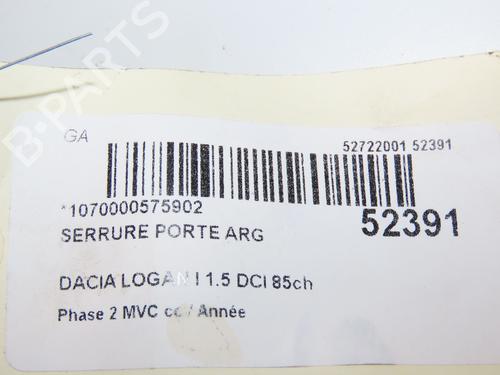 B-PARTS
GA
52722001 52391
*1070000575902
52391
SERRURE PORTE ARG
DACIA LOGAN I 1.5 DCI 85ch
Phase 2 MVC cc / Année